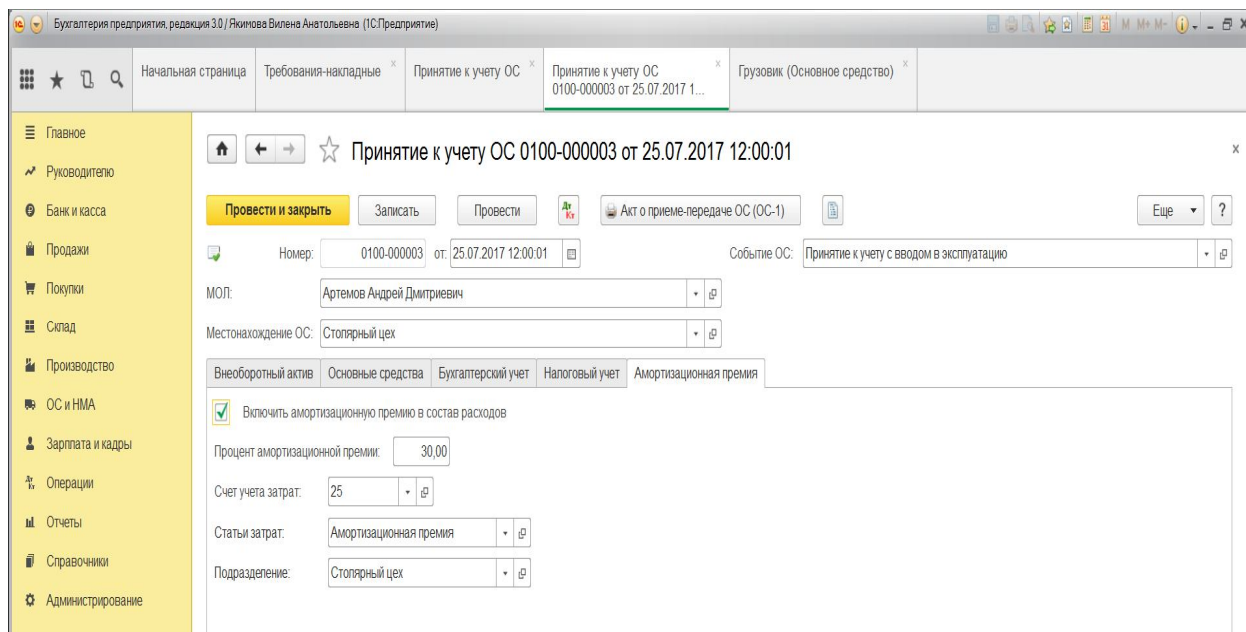 Бухгалтерия предприятия, редакция 3.0 / Якимова Вилена Анатольевна (1С:Предприятие)
M M+ M-
Начальная страница
Требования-накладные
Принятие к учету ОС
Принятие к учету ОС
0100-000003 от 25.07.2017 1...
Грузовик (Основное средство)
Главное
Руководителю
Банк и касса
Продажи
Покупки
Склад
Производство
ОС и НМА
Зарплата и кадры
Операции
Отчеты
Справочники
Администрирование
Принятие к учету ОС 0100-000003 от 25.07.2017 12:00:01
Провести и закрыть Записать Провести Дт Кт Акт о приеме-передаче ОС (ОС-1) Еще ?
Номер: 0100-000003 от: 25.07.2017 12:00:01 Событие ОС: Принятие к учету с вводом в эксплуатацию
МОЛ: Артемов Андрей Дмитриевич
Местонахождение ОС: Столярный цех
Внеоборотный актив Основные средства Бухгалтерский учет Налоговый учет Амортизационная премия
Включить амортизационную премию в состав расходов
Процент амортизационной премии: 30,00
Счет учета затрат: 25
Статьи затрат: Амортизационная премия
Подразделение: Столярный цех